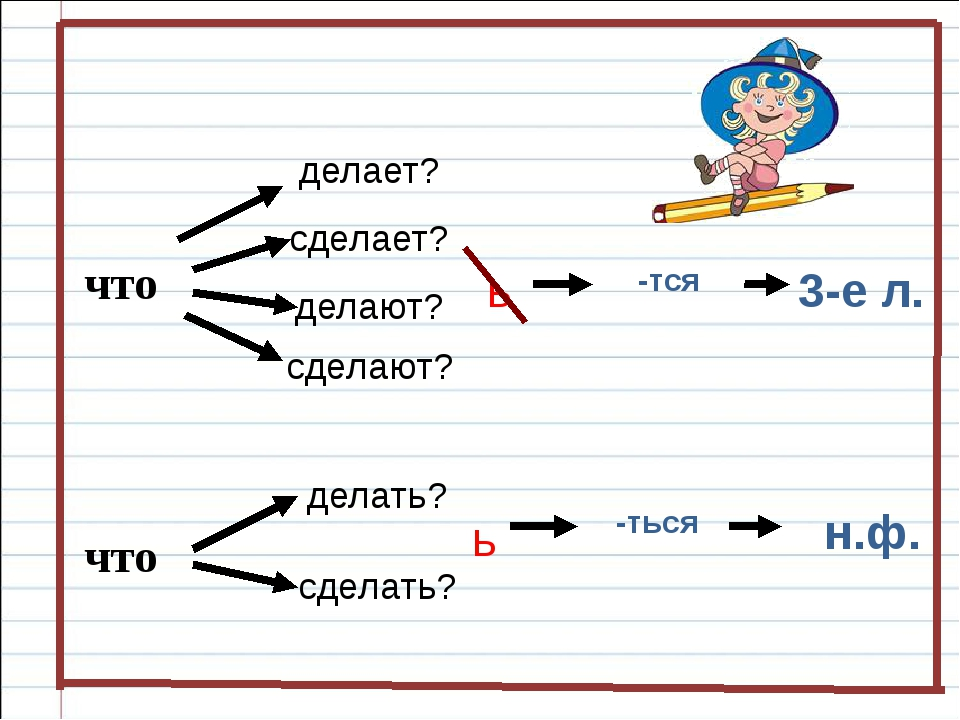 делает?
сделает?
что
делают?
ь
-тся
3-е л.
сделают?
делать?
что
ь
-ться
н.ф.
сделать?